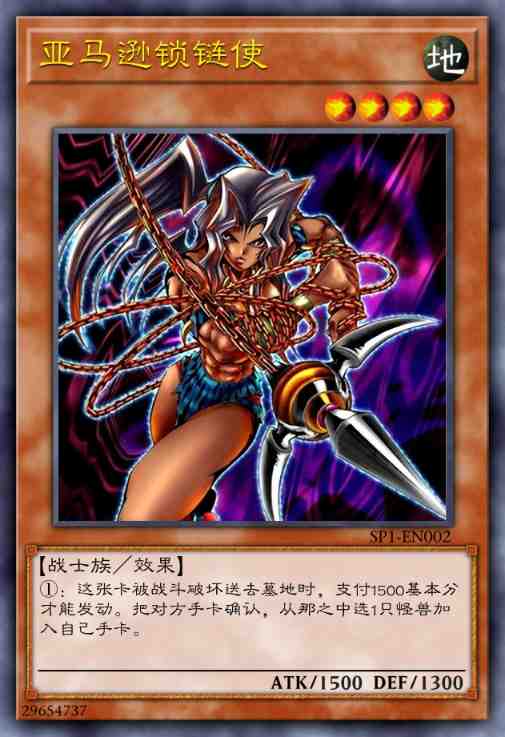 亚马逊锁链使
地
SP1-EN002
【战士族／效果】
①：这张卡被战斗破坏送去墓地时，支付1500基本分
才能发动。把对方手卡确认，从那之中选1只怪兽加
入自己手卡。
ATK/1500 DEF/1300
29654737